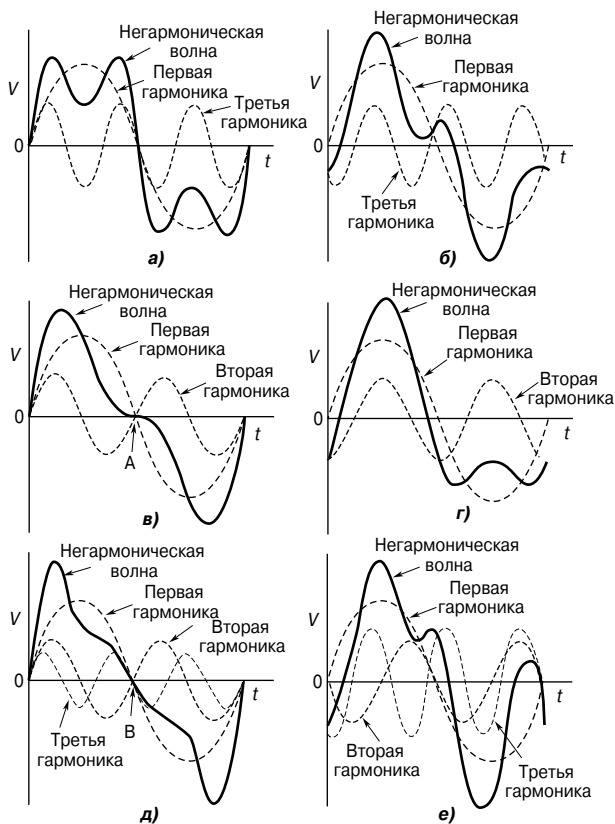 Негармоническая
волна
Первая
гармоника
Третья
гармоника
V
0
t
а)
Негармоническая
волна
Первая
гармоника
V
0
t
Третья
гармоника
б)
Негармоническая
волна
Первая
гармоника
Вторая
гармоника
V
0
t
А
в)
Негармоническая
волна
Первая
гармоника
Вторая
гармоника
V
0
t
г)
Негармоническая
волна
Первая
гармоника
Вторая
гармоника
V
0
t
В
Третья
гармоника
д)
Негармоническая
волна
Первая
гармоника
V
0
t
Вторая
гармоника
Третья
гармоника
е)